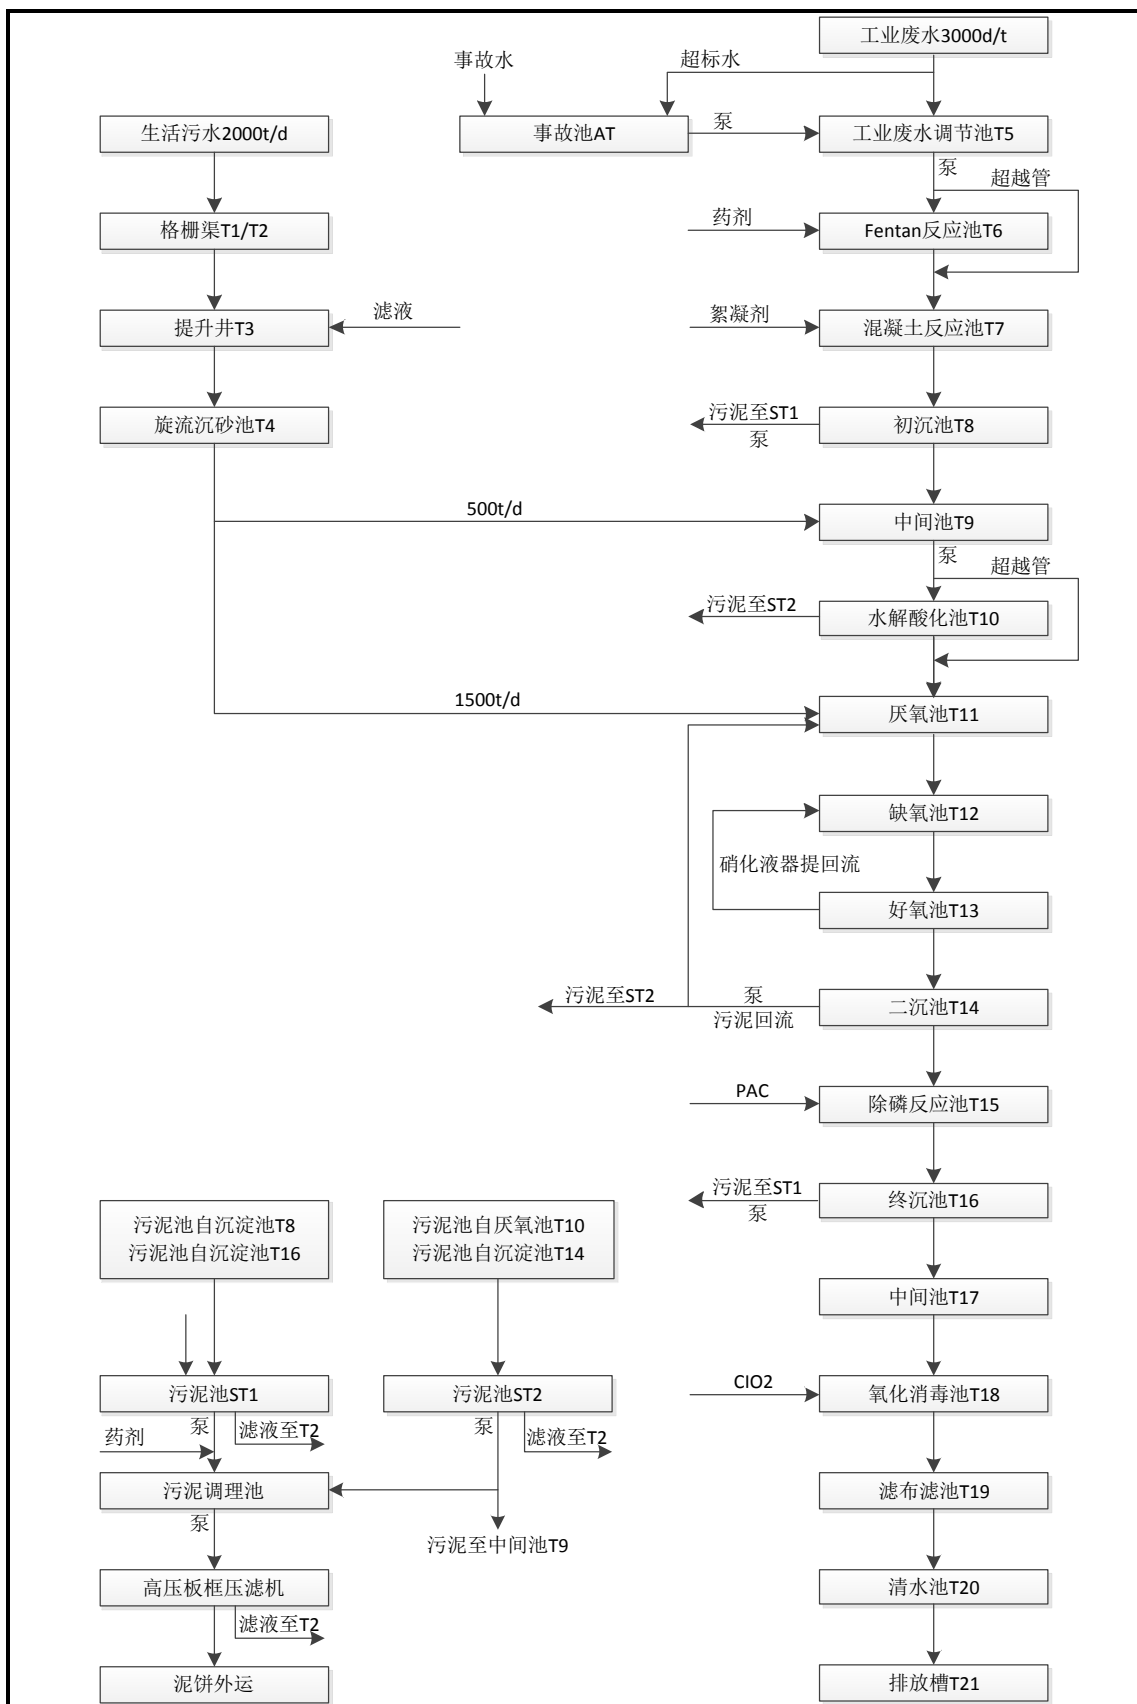 工业废水3000d/t
事故水
超标水
生活污水2000t/d
事故池AT
泵
工业废水调节池T5
泵
超越管
格栅渠T1/T2
药剂
Fentan反应池T6
提升井T3
滤液
絮凝剂
混凝土反应池T7
旋流沉砂池T4
污泥至ST1
泵
初沉池T8
500t/d
中间池T9
泵
超越管
污泥至ST2
水解酸化池T10
1500t/d
厌氧池T11
缺氧池T12
硝化液器提回流
好氧池T13
污泥至ST2
泵
污泥回流
二沉池T14
PAC
除磷反应池T15
污泥至ST1
泵
终沉池T16
污泥池自沉淀池T8
污泥池自沉淀池T16
污泥池自厌氧池T10
污泥池自沉淀池T14
中间池T17
污泥池ST1
污泥池ST2
CIO2
氧化消毒池T18
泵
滤液至T2
泵
滤液至T2
药剂
污泥调理池
滤布滤池T19
泵
污泥至中间池T9
高压板框压滤机
清水池T20
滤液至T2
泥饼外运
排放槽T21